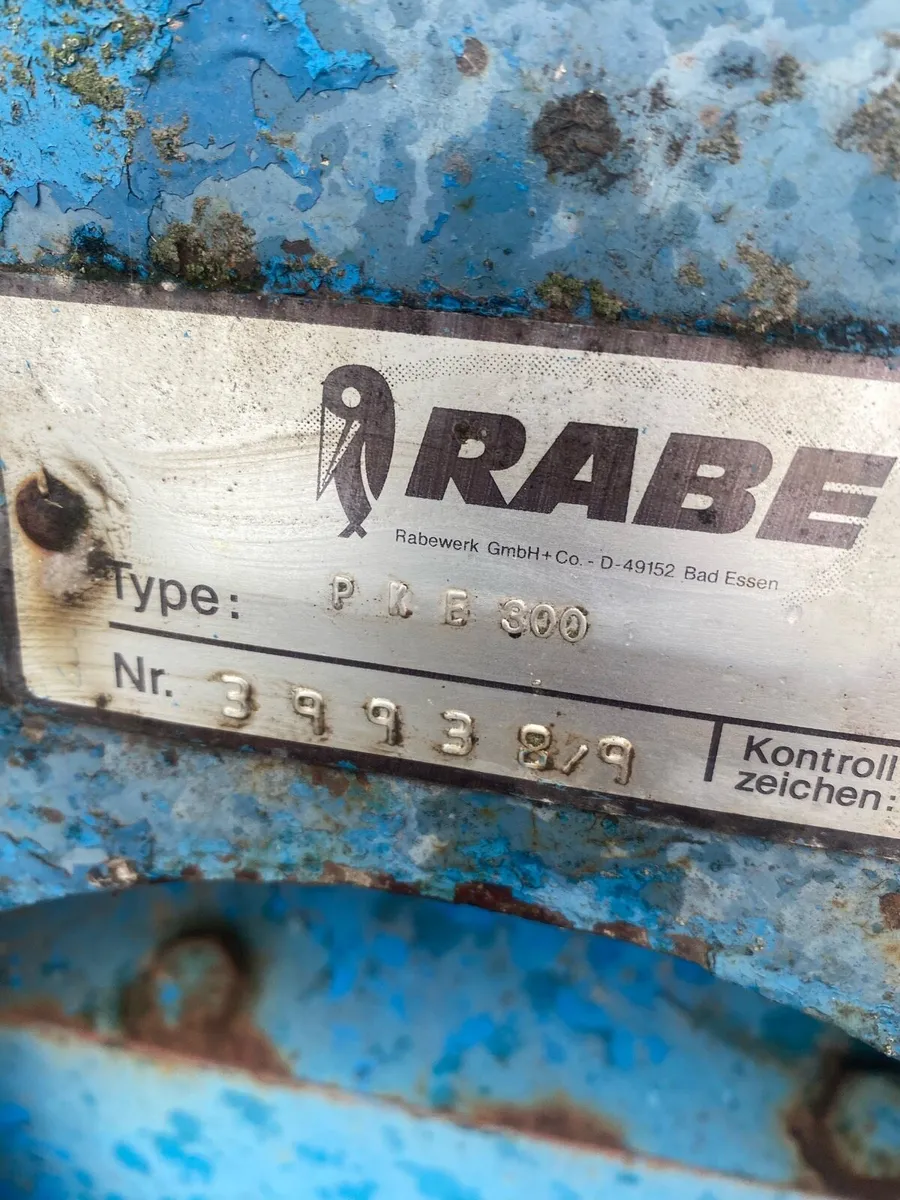 RABE
Rabewerk GmbH+Co. - D-49152 Bad Essen
Type: PKE 300
Nr. 39938/9
Kontroll
zeichen: